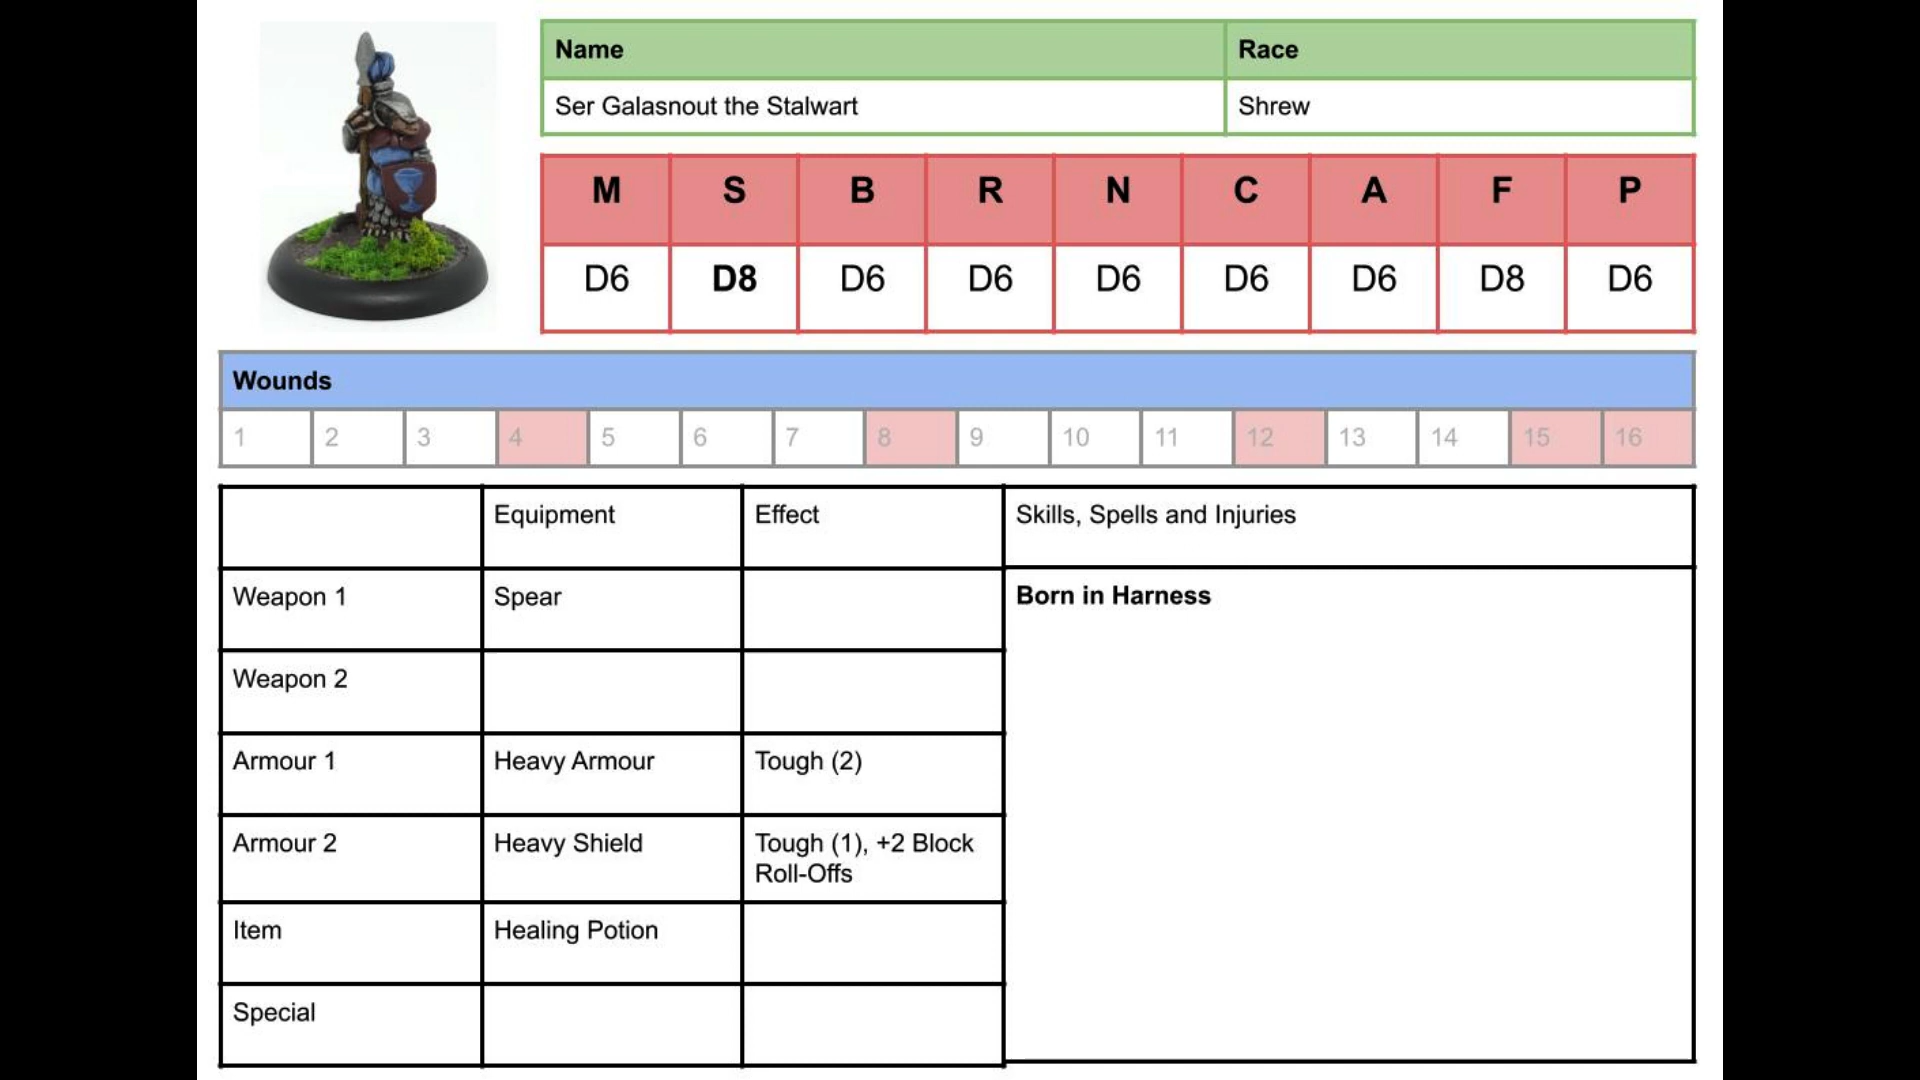 Name Race
Ser Galasnout the Stalwart Shrew
M S B R N C A F P
D6 D8 D6 D6 D6 D6 D6 D8 D6
Wounds
1 2 3 4 5 6 7 8 9 10 11 12 13 14 15 16
Equipment Effect Skills, Spells and Injuries
Weapon 1 Spear Born in Harness
Weapon 2
Armour 1 Heavy Armour Tough (2)
Armour 2 Heavy Shield Tough (1), +2 Block
Roll-Offs
Item Healing Potion
Special